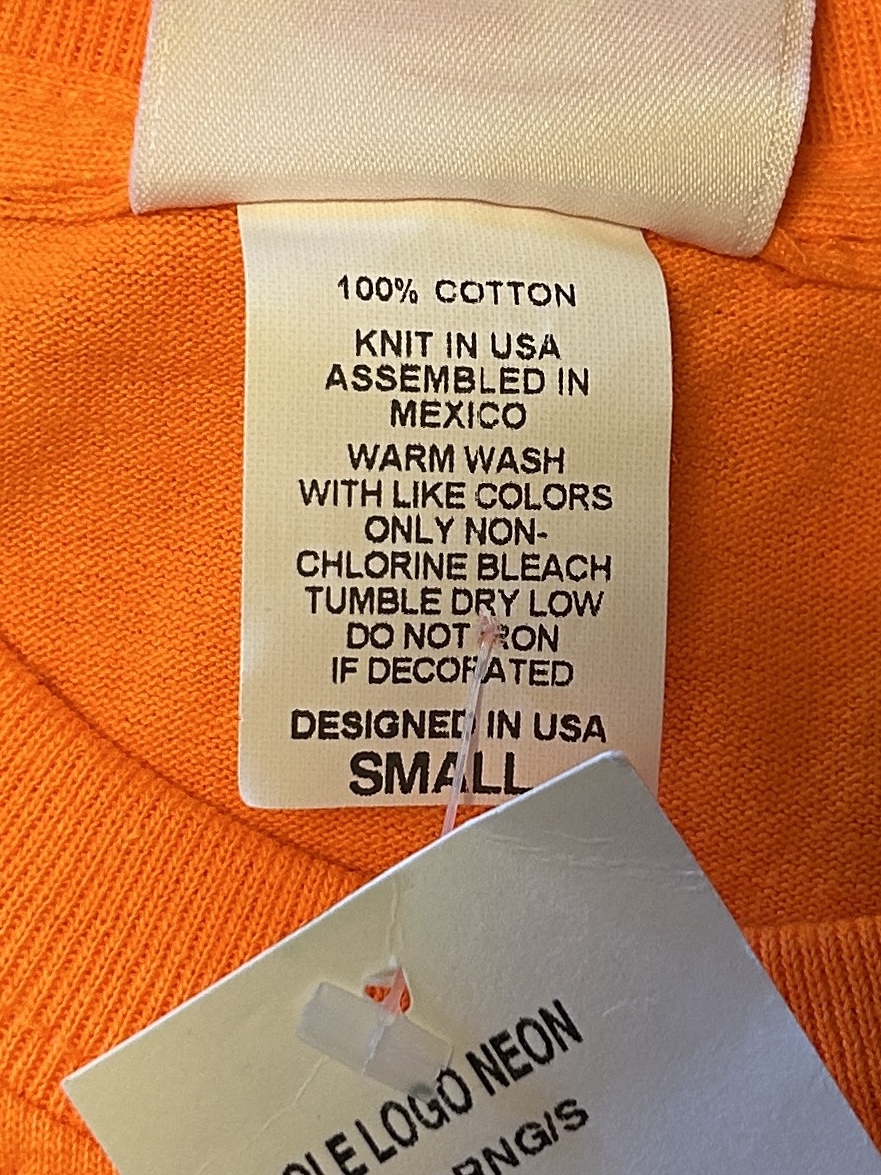 100% COTTON
KNIT IN USA
ASSEMBLED IN
MEXICO
WARM WASH
WITH LIKE COLORS
ONLY NON-
CHLORINE BLEACH
TUMBLE DRY LOW
DO NOT IRON
IF DECORATED
DESIGNED IN USA
SMALL
LOGO NEON